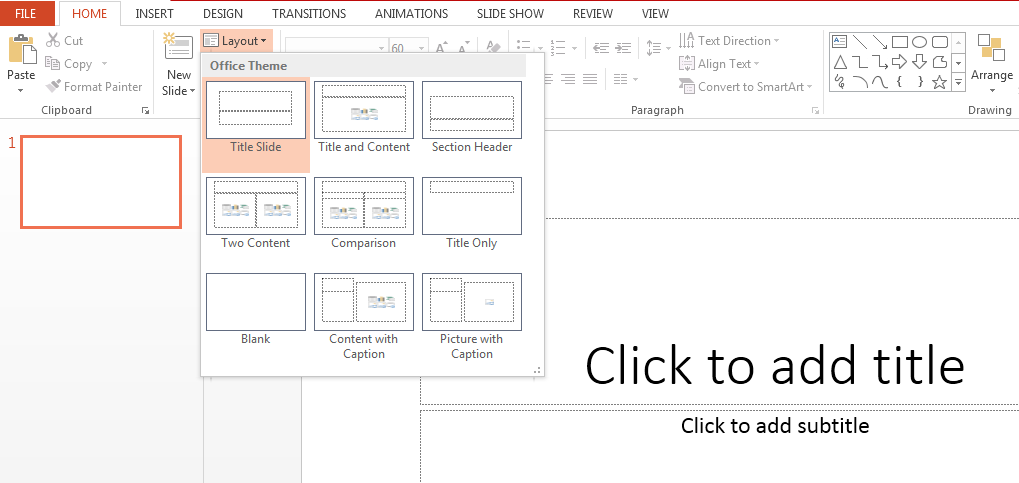 FILE HOME INSERT DESIGN TRANSITIONS ANIMATIONS SLIDE SHOW REVIEW VIEW
Paste
Cut
Copy
Format Painter
Clipboard
New
Slide
Layout
60
A A
Text Direction
Align Text
Convert to SmartArt
Paragraph
A
Arrange
Drawing
Office Theme
Title Slide
Title and Content
Section Header
Two Content
Comparison
Title Only
Blank
Content with
Caption
Picture with
Caption
1
Click to add title
Click to add subtitle